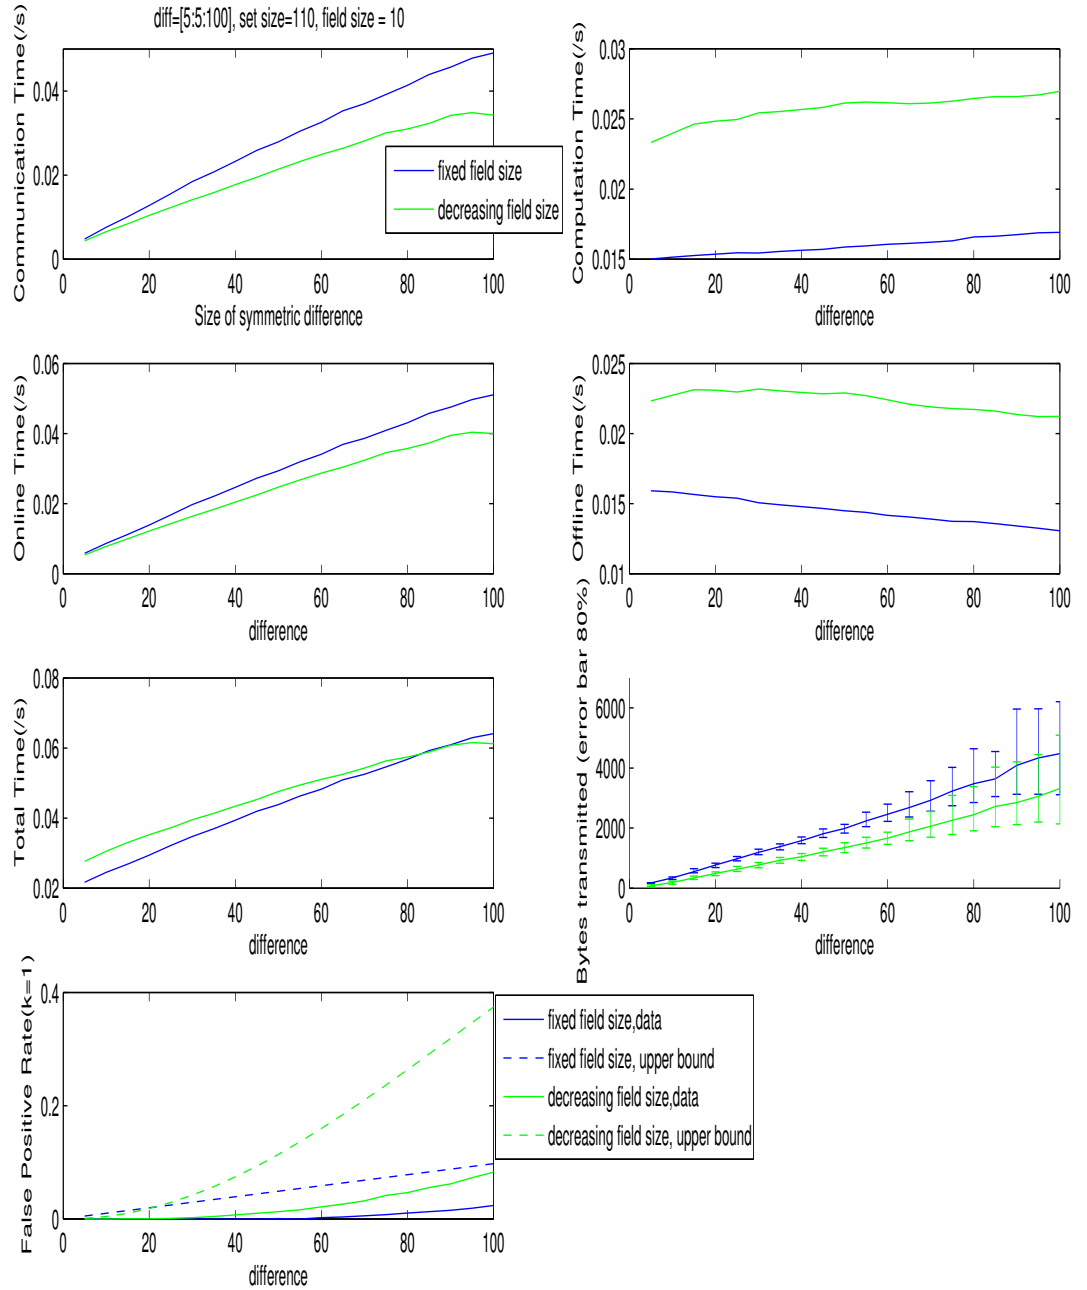 diff=[5:5:100], set size=110, field size = 10
Communication Time(/s)
0.04
0.02
0
0 20 40 60 80 100
Size of symmetric difference
fixed field size
decreasing field size
Computation Time(/s)
0.03
0.025
0.02
0.015
0 20 40 60 80 100
difference
Online Time(/s)
0.06
0.04
0.02
0
0 20 40 60 80 100
difference
Offline Time(/s)
0.025
0.02
0.015
0.01
0 20 40 60 80 100
difference
Total Time(/s)
0.08
0.06
0.04
0.02
0 20 40 60 80 100
difference
Bytes transmitted (error bar 80%)
6000
4000
2000
0
0 20 40 60 80 100
difference
False Positive Rate(k=1)
0.4
0.2
0
0 20 40 60 80 100
difference
fixed field size,data
fixed field size, upper bound
decreasing field size,data
decreasing field size, upper bound